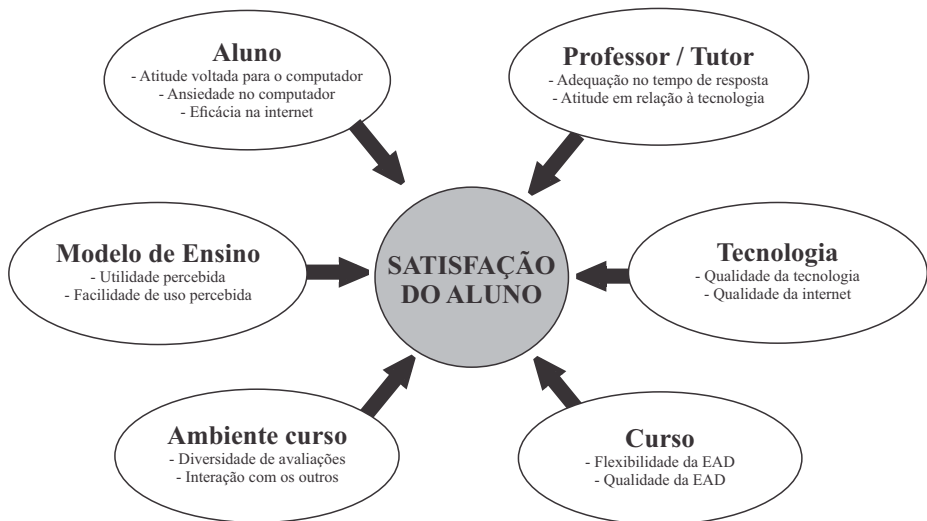 Aluno
- Atitude voltada para o computador
- Ansiedade no computador
- Eficácia na internet
Professor / Tutor
- Adequação no tempo de resposta
- Atitude em relação à tecnologia
Modelo de Ensino
- Utilidade percebida
- Facilidade de uso percebida
SATISFAÇÃO
DO ALUNO
Tecnologia
- Qualidade da tecnologia
- Qualidade da internet
Ambiente curso
- Diversidade de avaliações
- Interação com os outros
Curso
- Flexibilidade da EAD
- Qualidade da EAD